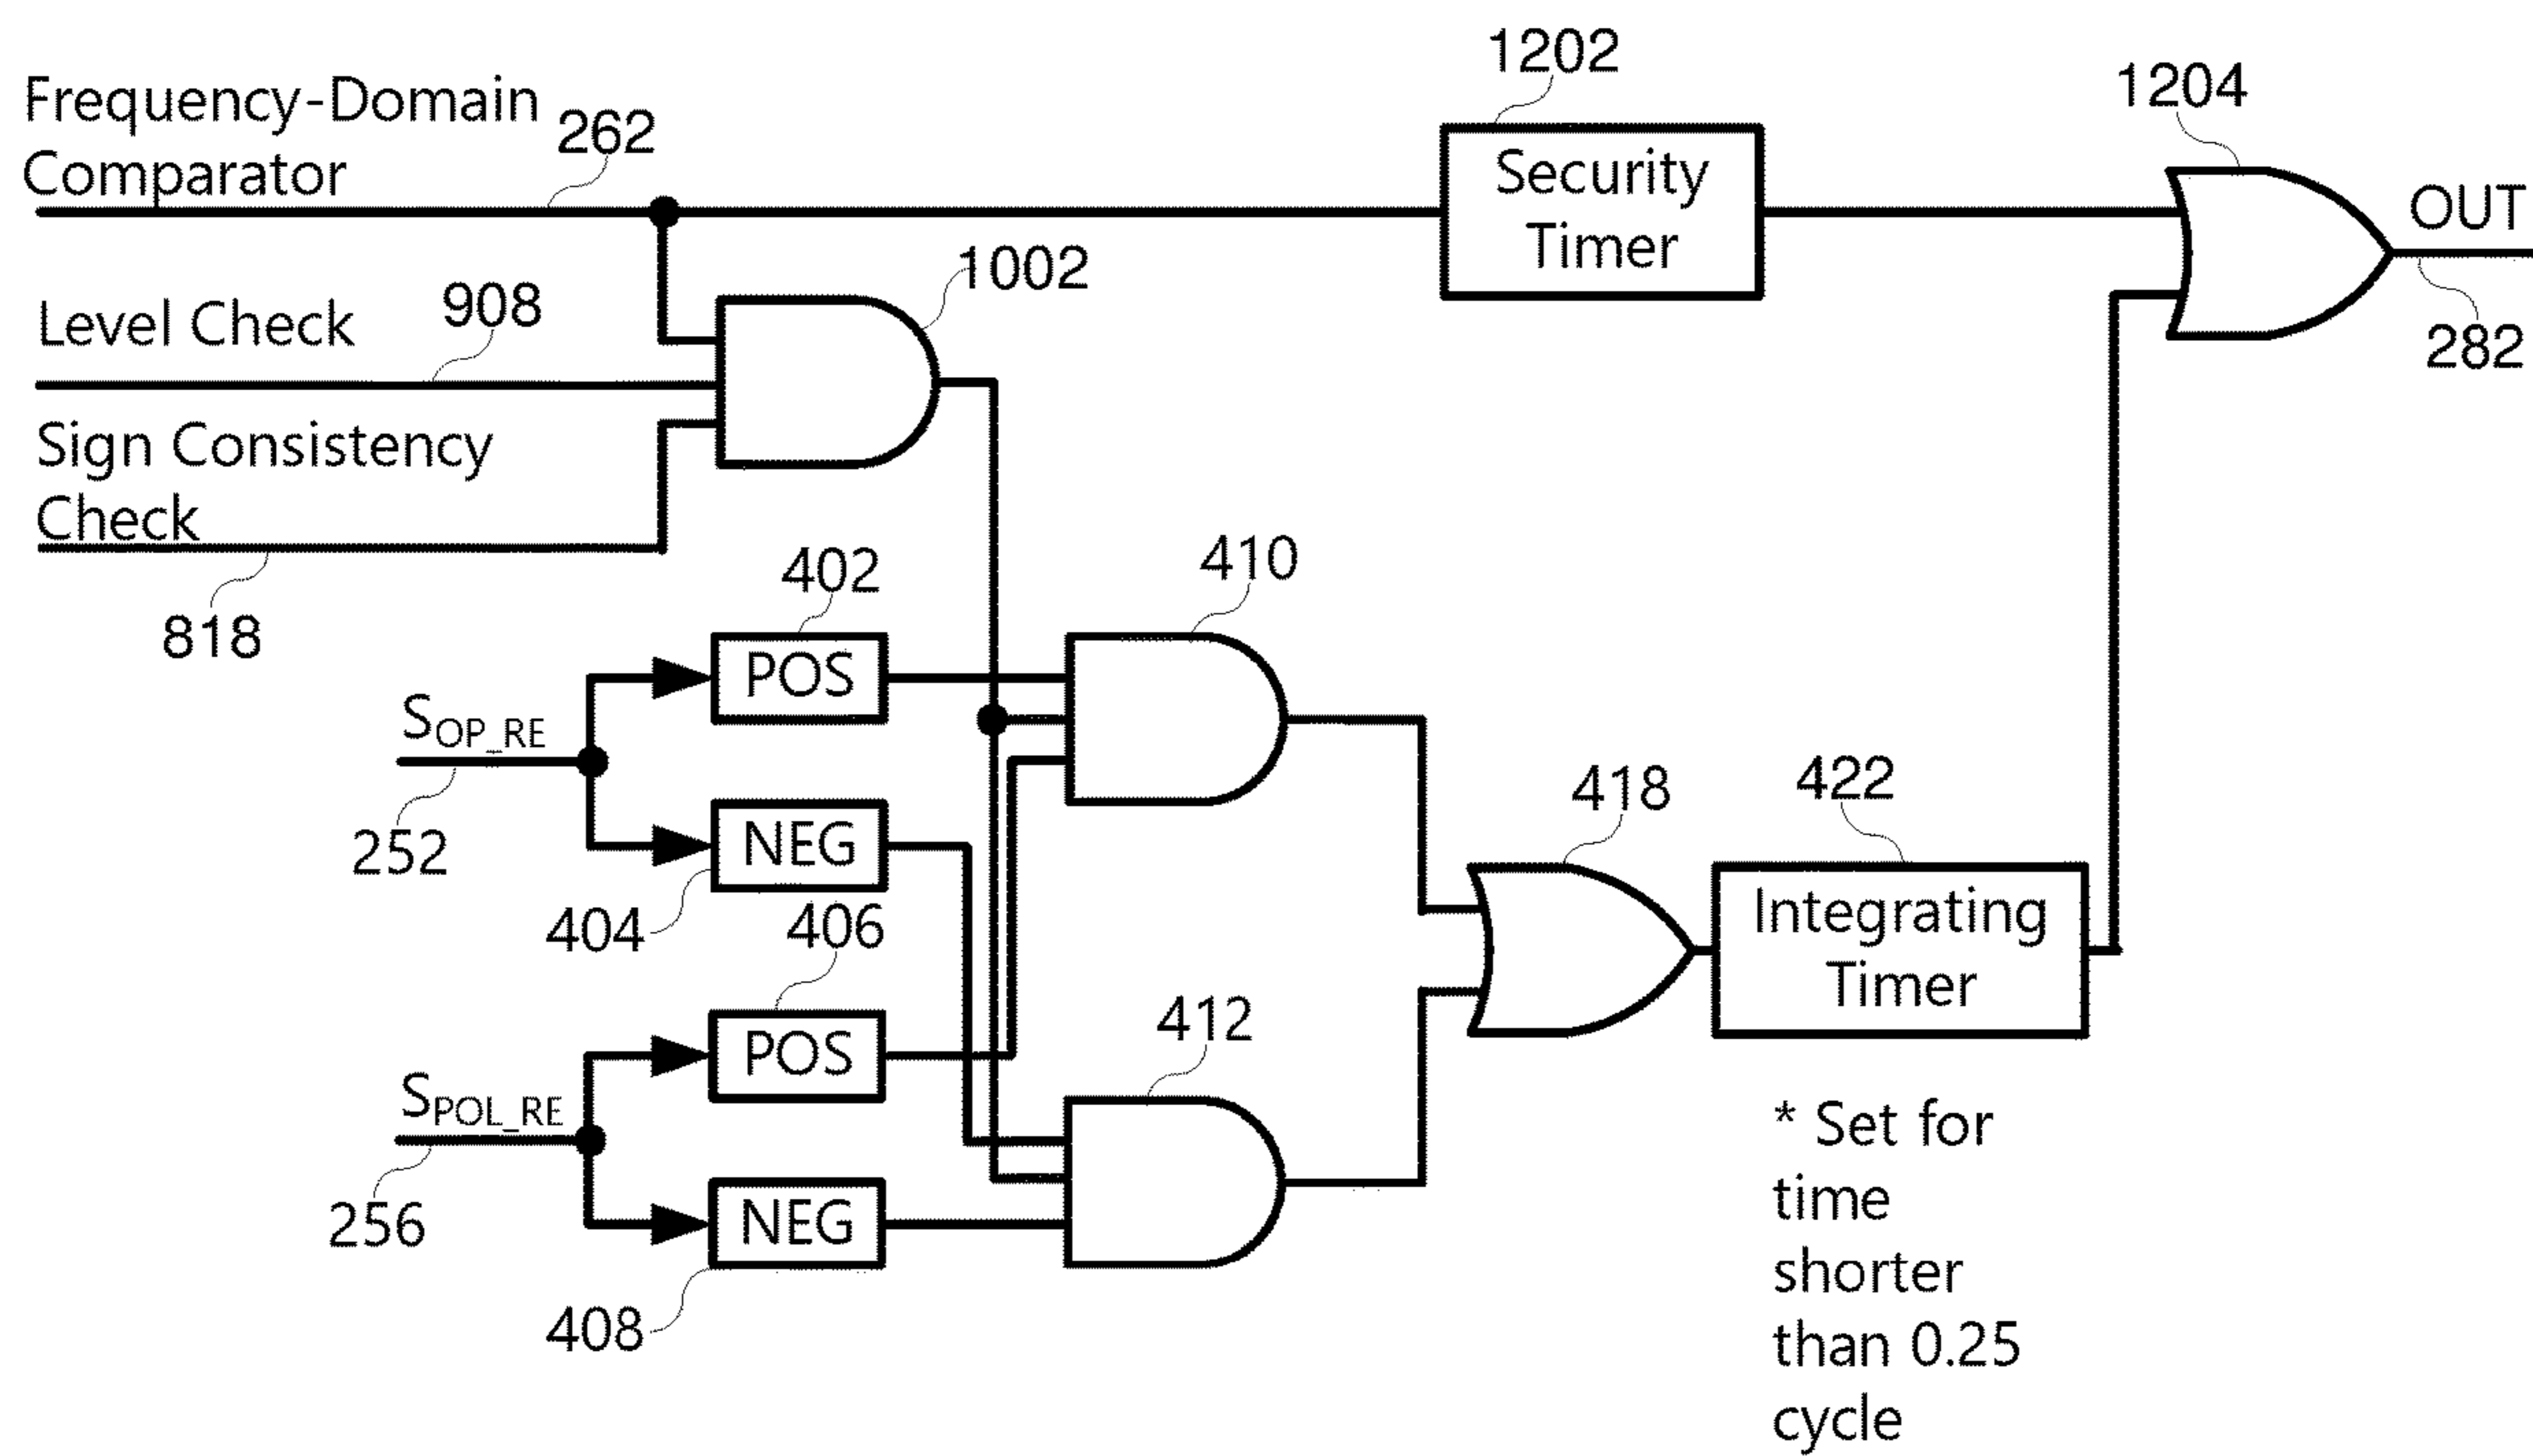 1202
1204
Frequency-Domain
262
Comparator
Security
Timer
OUT
282
1002
Level Check
908
Sign Consistency
Check
818
402
POS
410
S_OP_RE
252
NEG
404
406
POS
418
422
Integrating
Timer
412
S_POL_RE
256
NEG
408
* Set for
time
shorter
than 0.25
cycle